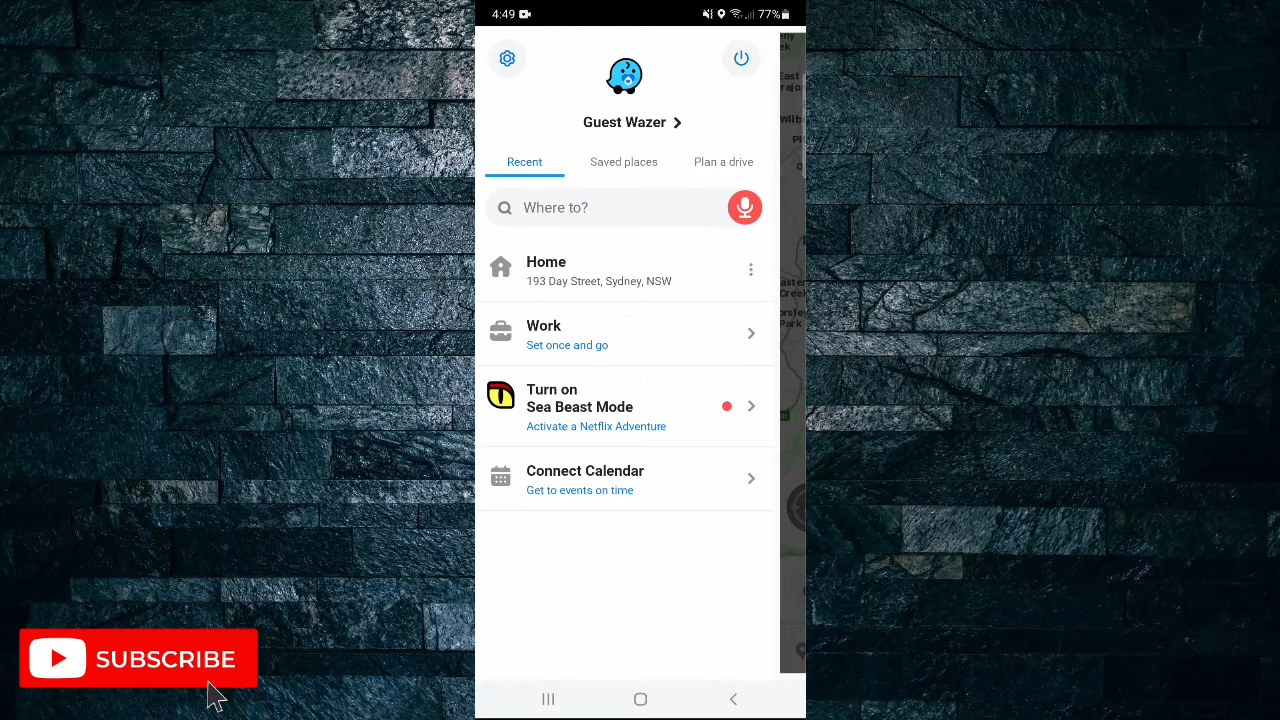 4:49
77%
Guest Wazer
Recent
Saved places
Plan a drive
Where to?
Home
193 Day Street, Sydney, NSW
Work
Set once and go
Turn on
Sea Beast Mode
Activate a Netflix Adventure
Connect Calendar
Get to events on time
SUBSCRIBE